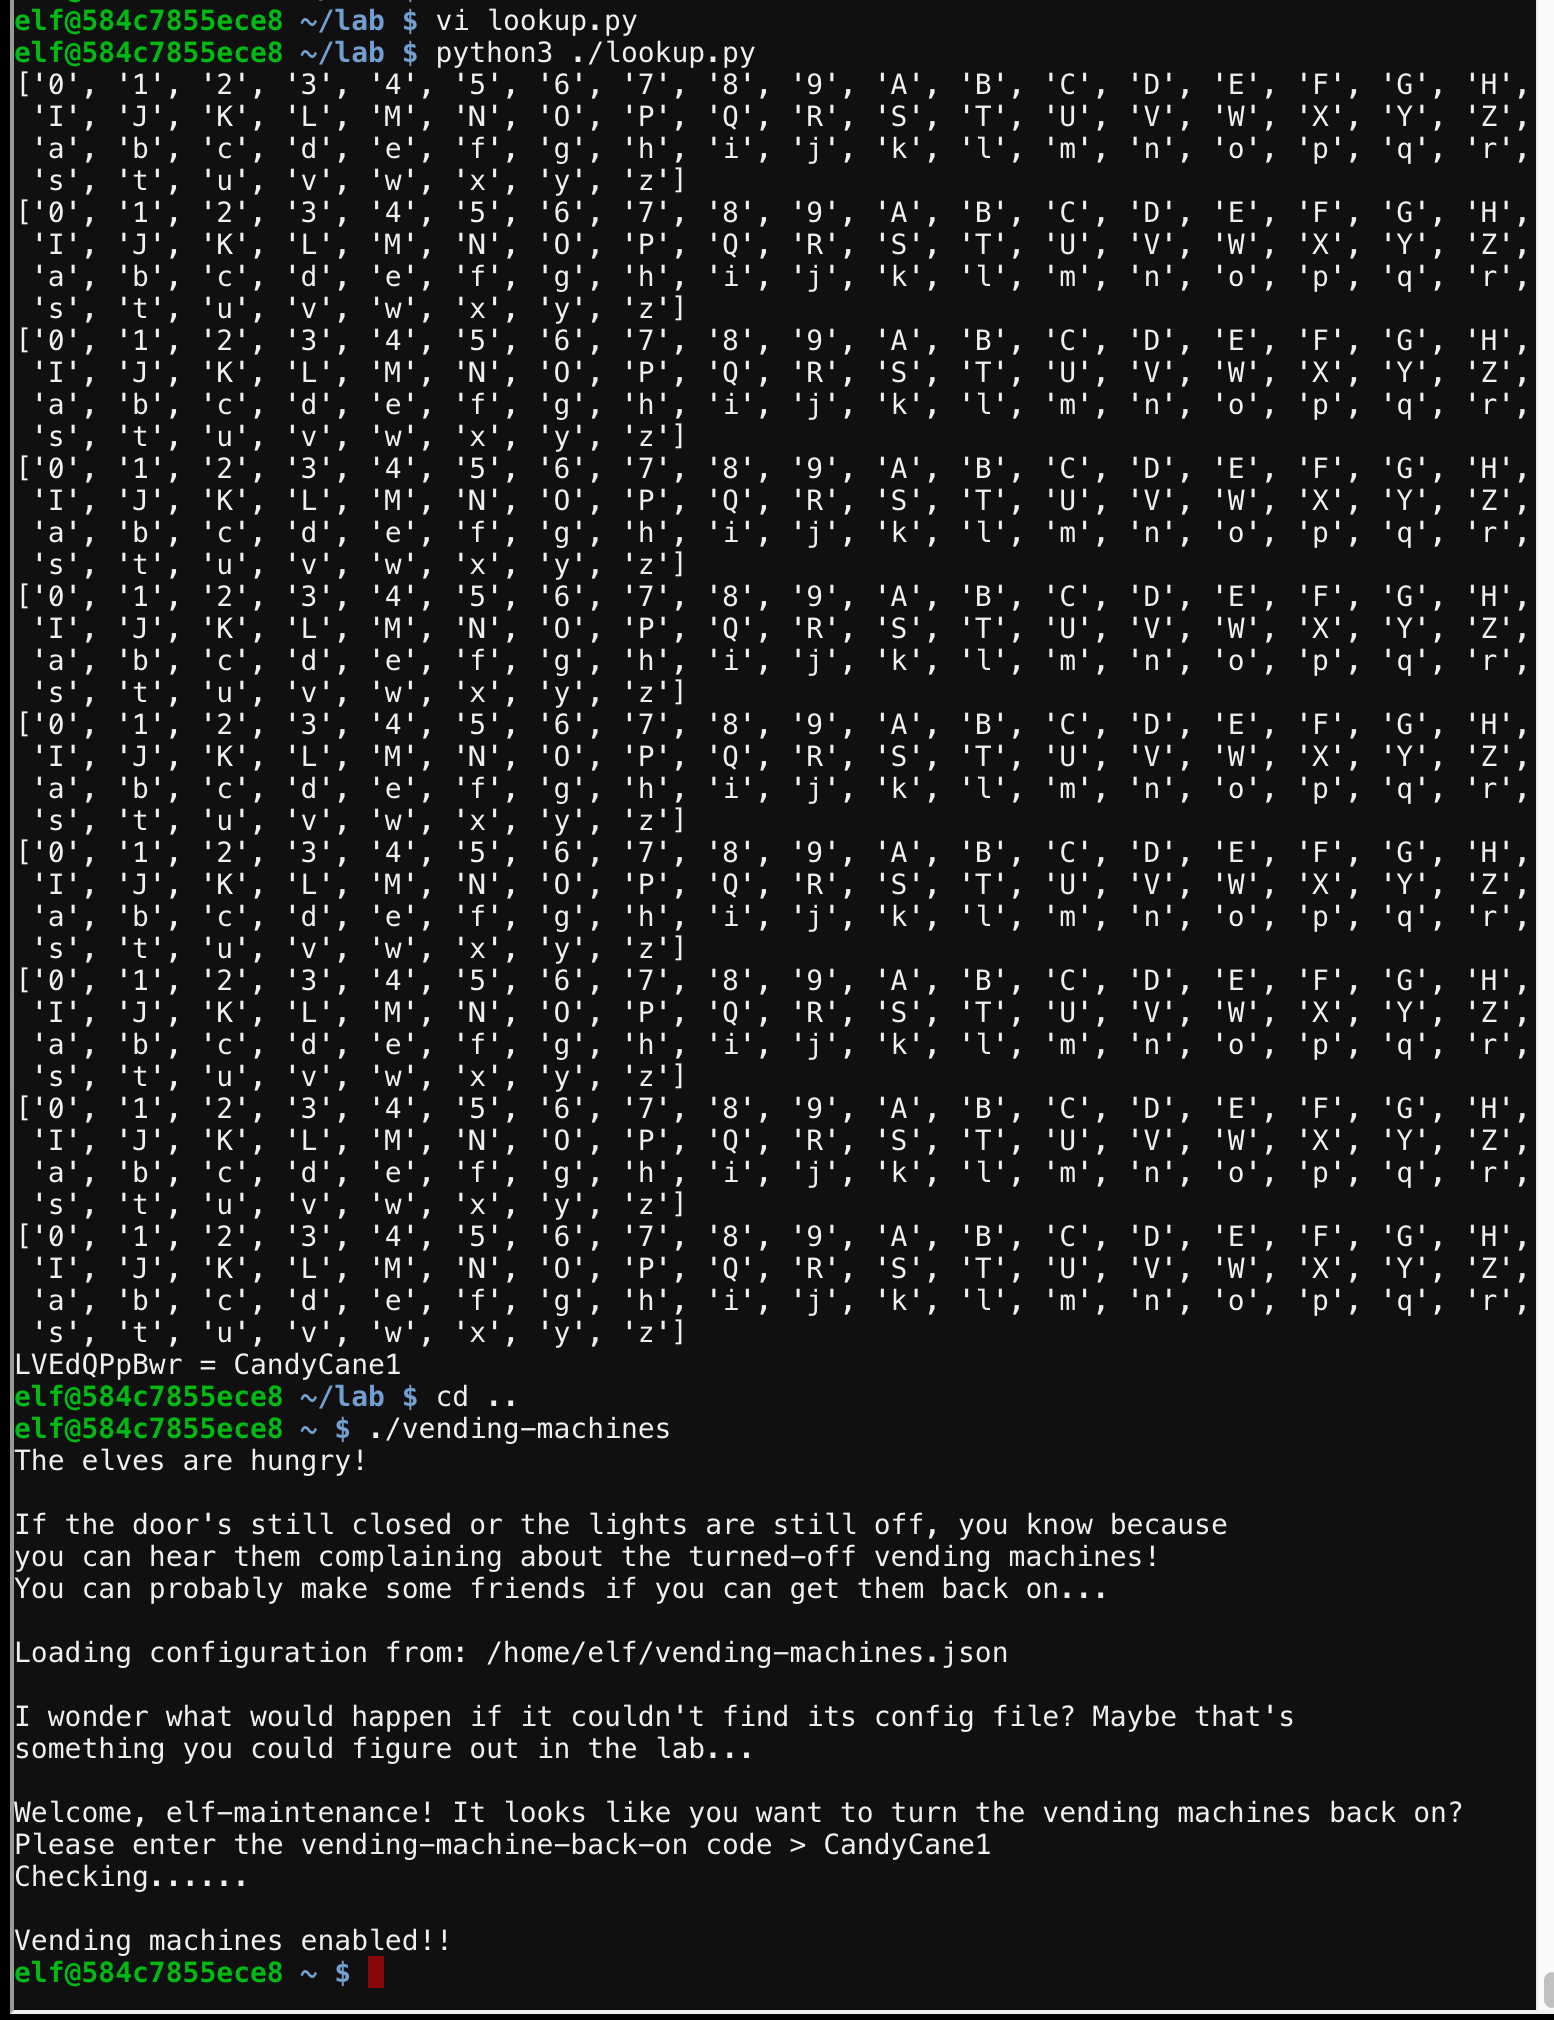 elf@584c7855ece8 ~/lab $ vi lookup.py
elf@584c7855ece8 ~/lab $ python3 ./lookup.py
['0', '1', '2', '3', '4', '5', '6', '7', '8', '9', 'A', 'B', 'C', 'D', 'E', 'F', 'G', 'H',
'I', 'J', 'K', 'L', 'M', 'N', 'O', 'P', 'Q', 'R', 'S', 'T', 'U', 'V', 'W', 'X', 'Y', 'Z',
'a', 'b', 'c', 'd', 'e', 'f', 'g', 'h', 'i', 'j', 'k', 'l', 'm', 'n', 'o', 'p', 'q', 'r',
's', 't', 'u', 'v', 'w', 'x', 'y', 'z']
['0', '1', '2', '3', '4', '5', '6', '7', '8', '9', 'A', 'B', 'C', 'D', 'E', 'F', 'G', 'H',
'I', 'J', 'K', 'L', 'M', 'N', 'O', 'P', 'Q', 'R', 'S', 'T', 'U', 'V', 'W', 'X', 'Y', 'Z',
'a', 'b', 'c', 'd', 'e', 'f', 'g', 'h', 'i', 'j', 'k', 'l', 'm', 'n', 'o', 'p', 'q', 'r',
's', 't', 'u', 'v', 'w', 'x', 'y', 'z']
['0', '1', '2', '3', '4', '5', '6', '7', '8', '9', 'A', 'B', 'C', 'D', 'E', 'F', 'G', 'H',
'I', 'J', 'K', 'L', 'M', 'N', 'O', 'P', 'Q', 'R', 'S', 'T', 'U', 'V', 'W', 'X', 'Y', 'Z',
'a', 'b', 'c', 'd', 'e', 'f', 'g', 'h', 'i', 'j', 'k', 'l', 'm', 'n', 'o', 'p', 'q', 'r',
's', 't', 'u', 'v', 'w', 'x', 'y', 'z']
['0', '1', '2', '3', '4', '5', '6', '7', '8', '9', 'A', 'B', 'C', 'D', 'E', 'F', 'G', 'H',
'I', 'J', 'K', 'L', 'M', 'N', 'O', 'P', 'Q', 'R', 'S', 'T', 'U', 'V', 'W', 'X', 'Y', 'Z',
'a', 'b', 'c', 'd', 'e', 'f', 'g', 'h', 'i', 'j', 'k', 'l', 'm', 'n', 'o', 'p', 'q', 'r',
's', 't', 'u', 'v', 'w', 'x', 'y', 'z']
['0', '1', '2', '3', '4', '5', '6', '7', '8', '9', 'A', 'B', 'C', 'D', 'E', 'F', 'G', 'H',
'I', 'J', 'K', 'L', 'M', 'N', 'O', 'P', 'Q', 'R', 'S', 'T', 'U', 'V', 'W', 'X', 'Y', 'Z',
'a', 'b', 'c', 'd', 'e', 'f', 'g', 'h', 'i', 'j', 'k', 'l', 'm', 'n', 'o', 'p', 'q', 'r',
's', 't', 'u', 'v', 'w', 'x', 'y', 'z']
['0', '1', '2', '3', '4', '5', '6', '7', '8', '9', 'A', 'B', 'C', 'D', 'E', 'F', 'G', 'H',
'I', 'J', 'K', 'L', 'M', 'N', 'O', 'P', 'Q', 'R', 'S', 'T', 'U', 'V', 'W', 'X', 'Y', 'Z',
'a', 'b', 'c', 'd', 'e', 'f', 'g', 'h', 'i', 'j', 'k', 'l', 'm', 'n', 'o', 'p', 'q', 'r',
's', 't', 'u', 'v', 'w', 'x', 'y', 'z']
['0', '1', '2', '3', '4', '5', '6', '7', '8', '9', 'A', 'B', 'C', 'D', 'E', 'F', 'G', 'H',
'I', 'J', 'K', 'L', 'M', 'N', 'O', 'P', 'Q', 'R', 'S', 'T', 'U', 'V', 'W', 'X', 'Y', 'Z',
'a', 'b', 'c', 'd', 'e', 'f', 'g', 'h', 'i', 'j', 'k', 'l', 'm', 'n', 'o', 'p', 'q', 'r',
's', 't', 'u', 'v', 'w', 'x', 'y', 'z']
['0', '1', '2', '3', '4', '5', '6', '7', '8', '9', 'A', 'B', 'C', 'D', 'E', 'F', 'G', 'H',
'I', 'J', 'K', 'L', 'M', 'N', 'O', 'P', 'Q', 'R', 'S', 'T', 'U', 'V', 'W', 'X', 'Y', 'Z',
'a', 'b', 'c', 'd', 'e', 'f', 'g', 'h', 'i', 'j', 'k', 'l', 'm', 'n', 'o', 'p', 'q', 'r',
's', 't', 'u', 'v', 'w', 'x', 'y', 'z']
['0', '1', '2', '3', '4', '5', '6', '7', '8', '9', 'A', 'B', 'C', 'D', 'E', 'F', 'G', 'H',
'I', 'J', 'K', 'L', 'M', 'N', 'O', 'P', 'Q', 'R', 'S', 'T', 'U', 'V', 'W', 'X', 'Y', 'Z',
'a', 'b', 'c', 'd', 'e', 'f', 'g', 'h', 'i', 'j', 'k', 'l', 'm', 'n', 'o', 'p', 'q', 'r',
's', 't', 'u', 'v', 'w', 'x', 'y', 'z']
['0', '1', '2', '3', '4', '5', '6', '7', '8', '9', 'A', 'B', 'C', 'D', 'E', 'F', 'G', 'H',
'I', 'J', 'K', 'L', 'M', 'N', 'O', 'P', 'Q', 'R', 'S', 'T', 'U', 'V', 'W', 'X', 'Y', 'Z',
'a', 'b', 'c', 'd', 'e', 'f', 'g', 'h', 'i', 'j', 'k', 'l', 'm', 'n', 'o', 'p', 'q', 'r',
's', 't', 'u', 'v', 'w', 'x', 'y', 'z']
LVEdQPpBwr = CandyCane1
elf@584c7855ece8 ~/lab $ cd ..
elf@584c7855ece8 ~ $ ./vending-machines
The elves are hungry!
If the door's still closed or the lights are still off, you know because
you can hear them complaining about the turned-off vending machines!
You can probably make some friends if you can get them back on...
Loading configuration from: /home/elf/vending-machines.json
I wonder what would happen if it couldn't find its config file? Maybe that's
something you could figure out in the lab...
Welcome, elf-maintenance! It looks like you want to turn the vending machines back on?
Please enter the vending-machine-back-on code > CandyCane1
Checking......
Vending machines enabled!!
elf@584c7855ece8 ~ $